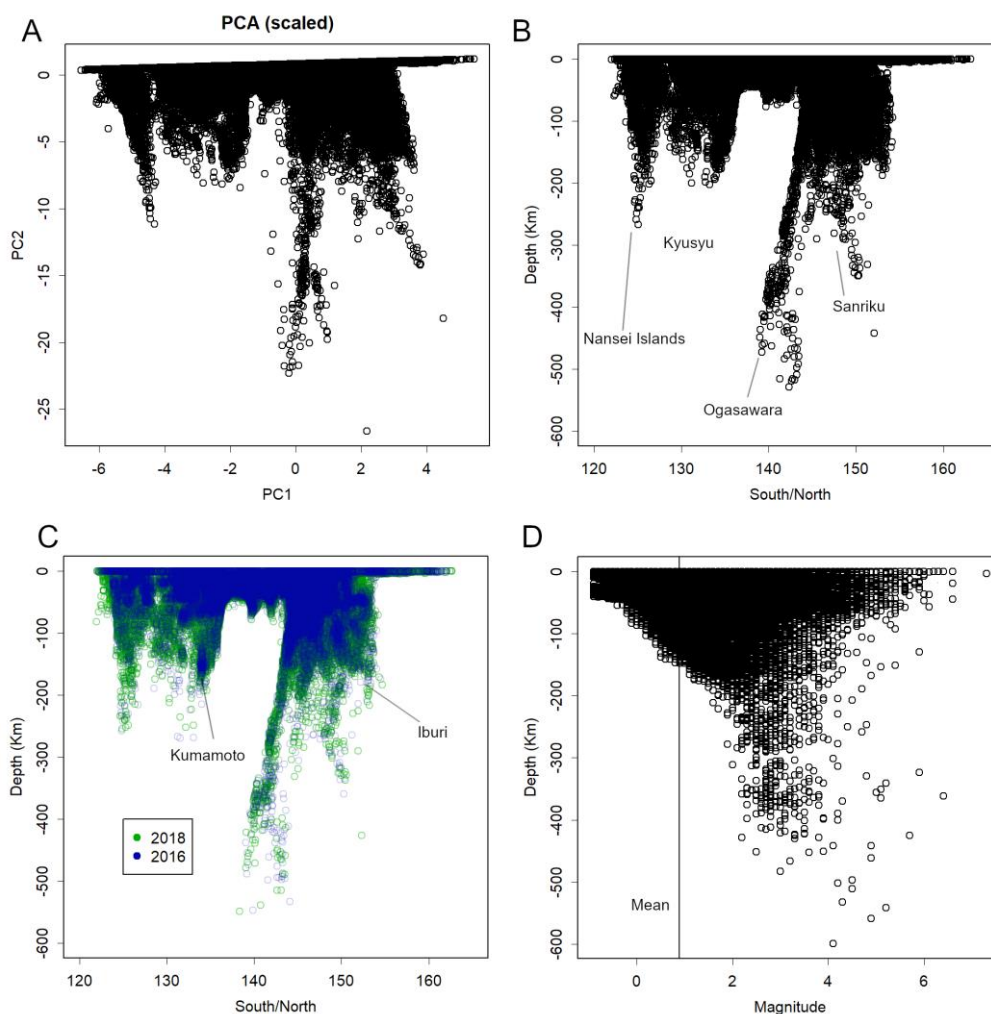 A
PCA (scaled)
PC2
0
-5
-10
-15
-20
-25
-6
-4
-2
0
2
4
PC1
B
Depth (Km)
0
-100
-200
-300
-400
-500
-600
Kyusyu
Sanriku
Nansei Islands
Ogasawara
120
130
140
150
160
South/North
C
Depth (Km)
0
-100
-200
-300
-400
-500
-600
Iburi
Kumamoto
2018
2016
120
130
140
150
160
South/North
D
Depth (Km)
0
-100
-200
-300
-400
-500
-600
Mean
0
2
4
6
Magnitude